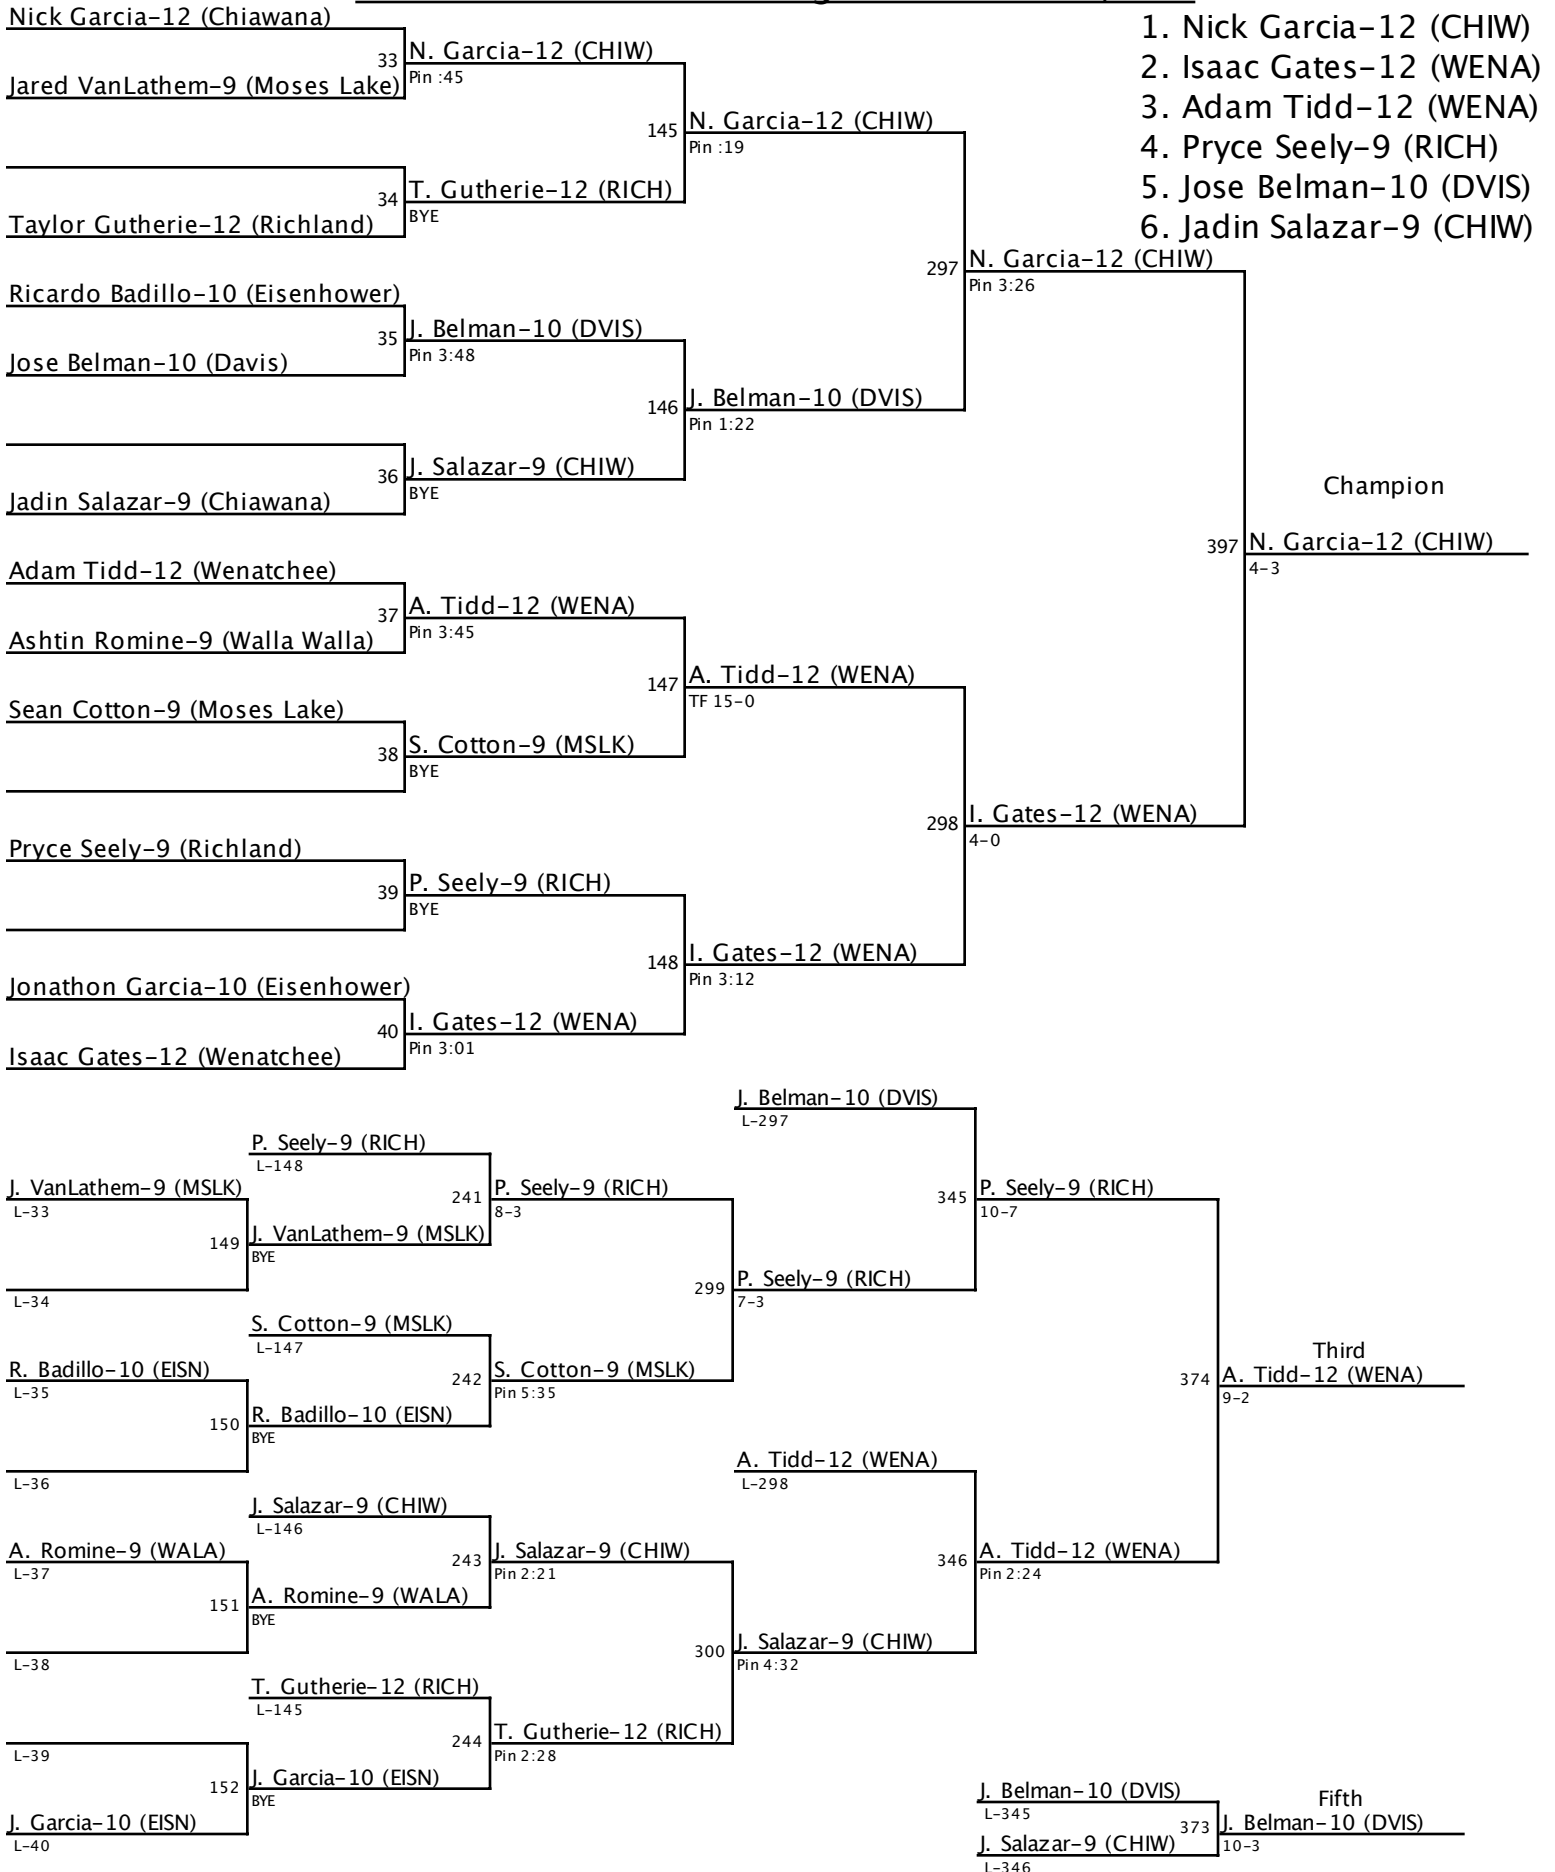 Nick Garcia-12 (Chiawana)
33
Jared VanLathem-9 (Moses Lake)
N. Garcia-12 (CHIW)
Pin :45
34
Taylor Gutherie-12 (Richland)
T. Gutherie-12 (RICH)
BYE
145
N. Garcia-12 (CHIW)
Pin :19
Ricardo Badillo-10 (Eisenhower)
35
Jose Belman-10 (Davis)
J. Belman-10 (DVIS)
Pin 3:48
36
Jadin Salazar-9 (Chiawana)
J. Salazar-9 (CHIW)
BYE
146
J. Belman-10 (DVIS)
Pin 1:22
297
N. Garcia-12 (CHIW)
Pin 3:26
1. Nick Garcia-12 (CHIW)
2. Isaac Gates-12 (WENA)
3. Adam Tidd-12 (WENA)
4. Pryce Seely-9 (RICH)
5. Jose Belman-10 (DVIS)
6. Jadin Salazar-9 (CHIW)
Adam Tidd-12 (Wenatchee)
37
Ashtin Romine-9 (Walla Walla)
A. Tidd-12 (WENA)
Pin 3:45
Sean Cotton-9 (Moses Lake)
38
S. Cotton-9 (MSLK)
BYE
147
A. Tidd-12 (WENA)
TF 15-0
Pryce Seely-9 (Richland)
39
P. Seely-9 (RICH)
BYE
Jonathon Garcia-10 (Eisenhower)
40
Isaac Gates-12 (Wenatchee)
I. Gates-12 (WENA)
Pin 3:01
148
I. Gates-12 (WENA)
Pin 3:12
298
I. Gates-12 (WENA)
4-0
Champion
397
N. Garcia-12 (CHIW)
4-3
J. VanLathem-9 (MSLK)
L-33
149
L-34
P. Seely-9 (RICH)
L-148
J. VanLathem-9 (MSLK)
BYE
241
P. Seely-9 (RICH)
8-3
R. Badillo-10 (EISN)
L-35
150
L-36
S. Cotton-9 (MSLK)
L-147
R. Badillo-10 (EISN)
BYE
242
S. Cotton-9 (MSLK)
Pin 5:35
299
P. Seely-9 (RICH)
7-3
J. Belman-10 (DVIS)
L-297
345
P. Seely-9 (RICH)
10-7
A. Romine-9 (WALA)
L-37
151
L-38
J. Salazar-9 (CHIW)
L-146
A. Romine-9 (WALA)
BYE
243
J. Salazar-9 (CHIW)
Pin 2:21
L-39
152
J. Garcia-10 (EISN)
L-40
T. Gutherie-12 (RICH)
L-145
J. Garcia-10 (EISN)
BYE
244
T. Gutherie-12 (RICH)
Pin 2:28
300
J. Salazar-9 (CHIW)
Pin 4:32
A. Tidd-12 (WENA)
L-298
346
A. Tidd-12 (WENA)
Pin 2:24
Third
374
A. Tidd-12 (WENA)
9-2
J. Belman-10 (DVIS)
L-345
J. Salazar-9 (CHIW)
L-346
373
Fifth
J. Belman-10 (DVIS)
10-3